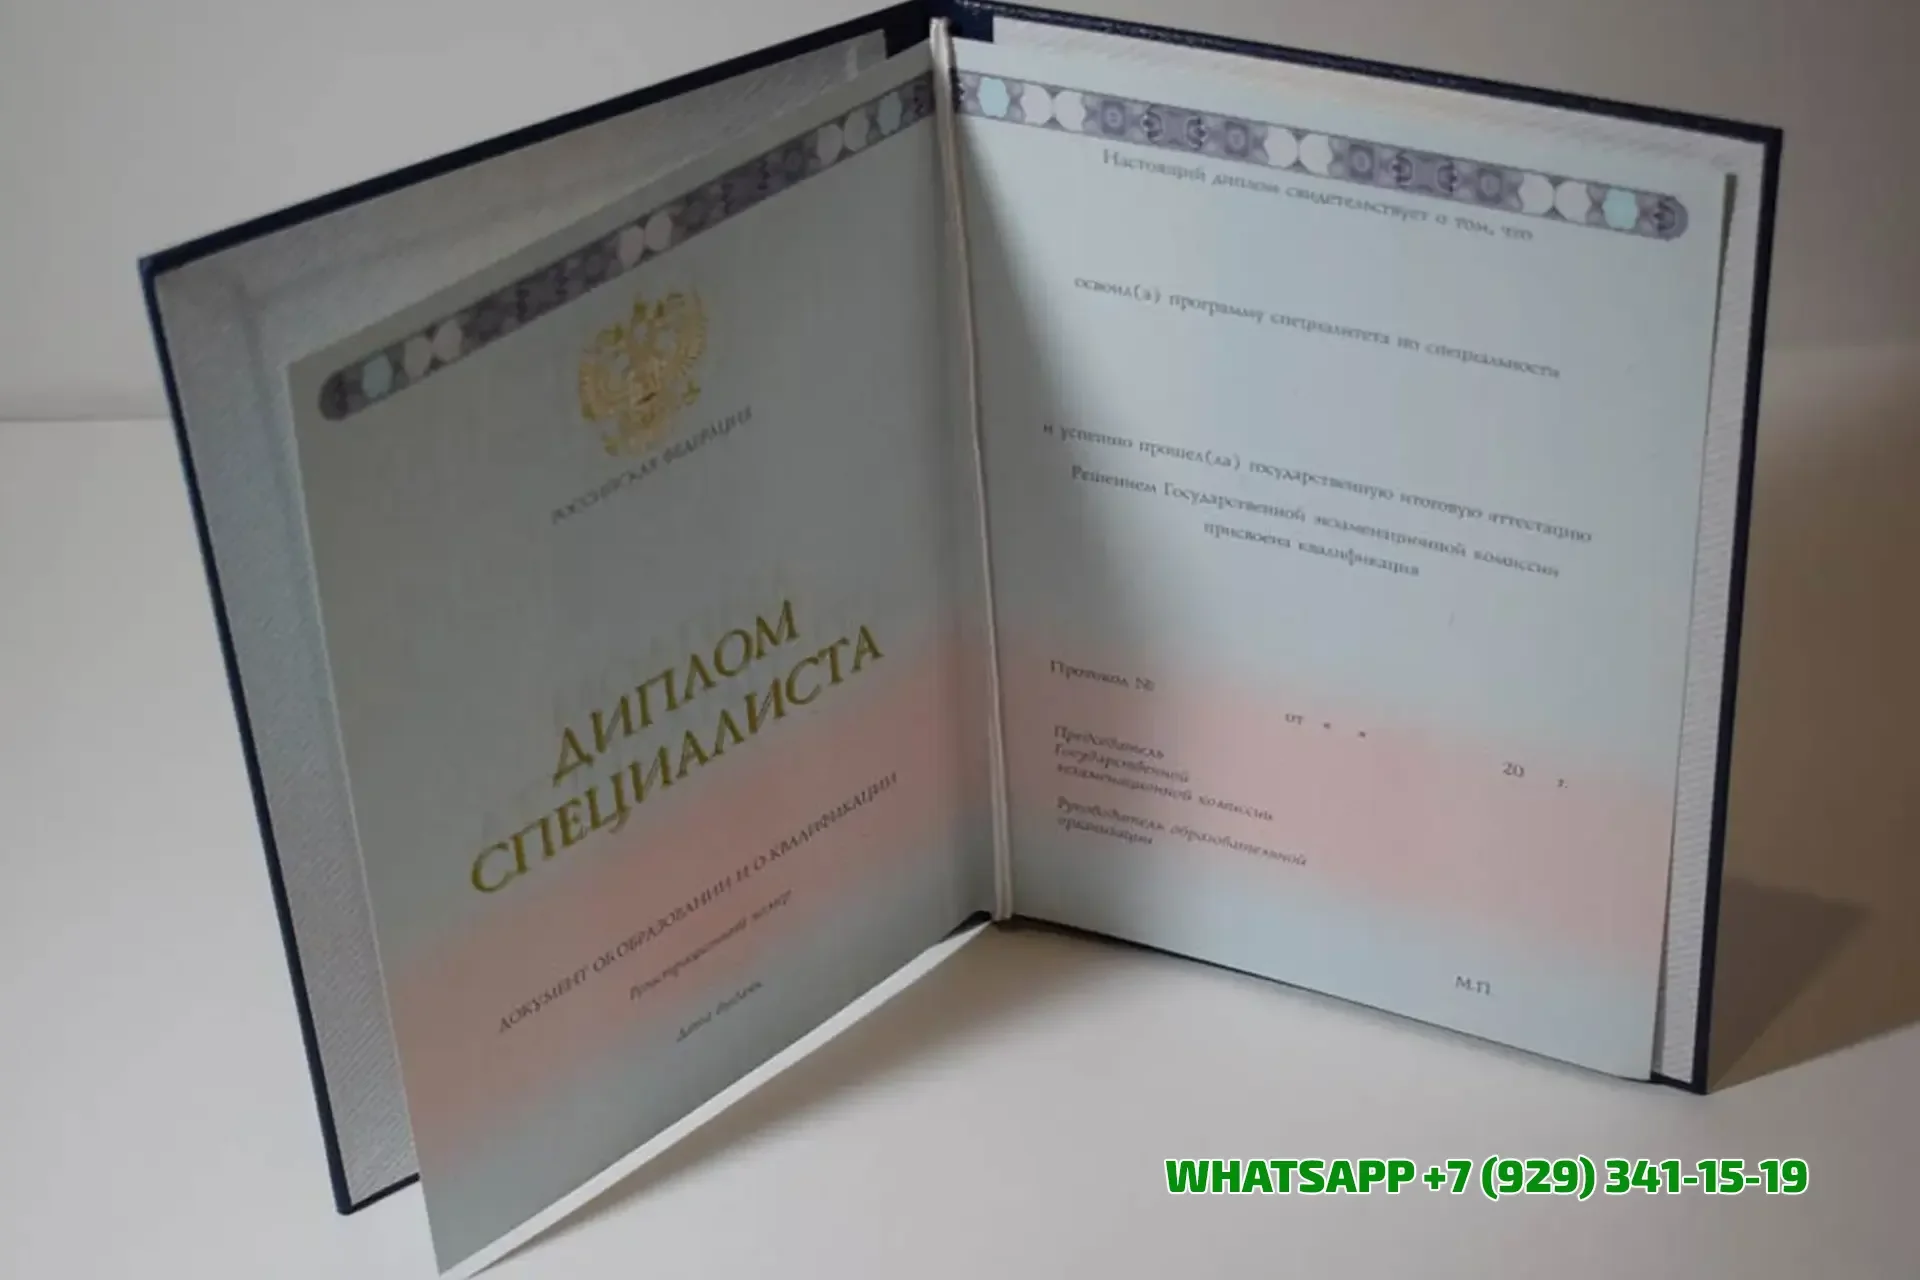 РОССИЙСКАЯ ФЕДЕРАЦИЯ
ДИПЛОМ
СПЕЦИАЛИСТА
ДОКУМЕНТ ОБ ОБРАЗОВАНИИ И О КВАЛИФИКАЦИИ
Регистрационный номер
Дата выдачи
Настоящий диплом свидетельствует о том, что
освоил(а) программу специалитета по специальности
и успешно прошел(ла) государственную итоговую аттестацию
Решением Государственной экзаменационной комиссии
присвоена квалификация
Протокол №
от « »
20 г.
Председатель
Государственной
экзаменационной комиссии
Руководитель образовательной
организации
М.П.
WHATSAPP +7 (929) 341-15-19